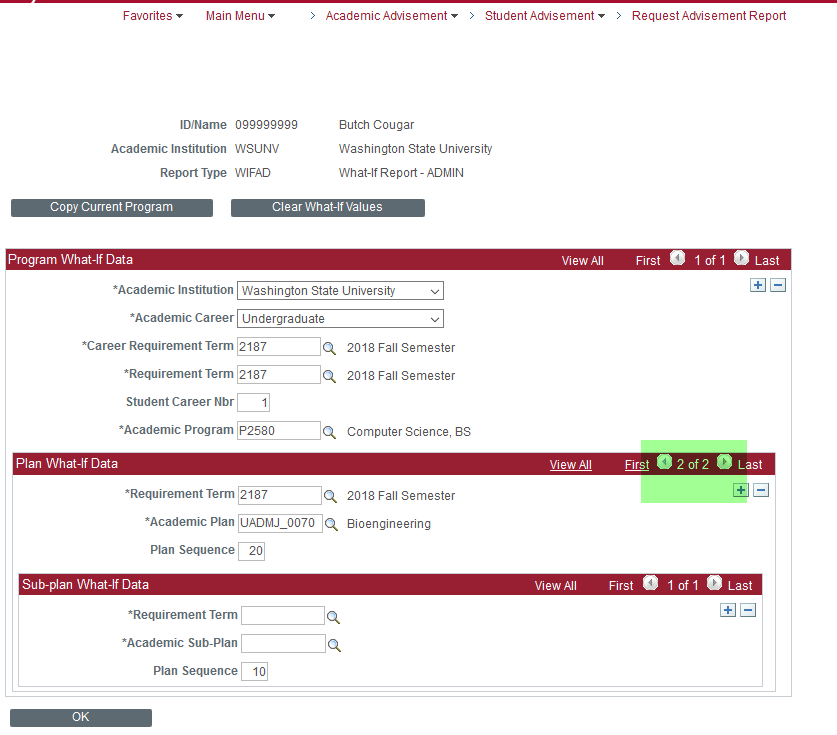 Favorites Main Menu > Academic Advisement > Student Advisement > Request Advisement Report
ID/Name 099999999 Butch Cougar
Academic Institution WSUNV Washington State University
Report Type WIFAD What-If Report - ADMIN
Copy Current Program Clear What-If Values
Program What-If Data View All First 1 of 1 Last
*Academic Institution Washington State University
*Academic Career Undergraduate
*Career Requirement Term 2187 2018 Fall Semester
*Requirement Term 2187 2018 Fall Semester
Student Career Nbr 1
*Academic Program P2580 Computer Science, BS
Plan What-If Data View All First 2 of 2 Last
*Requirement Term 2187 2018 Fall Semester
*Academic Plan UADMJ_0070 Bioengineering
Plan Sequence 20
Sub-plan What-If Data View All First 1 of 1 Last
*Requirement Term
*Academic Sub-Plan
Plan Sequence 10
OK